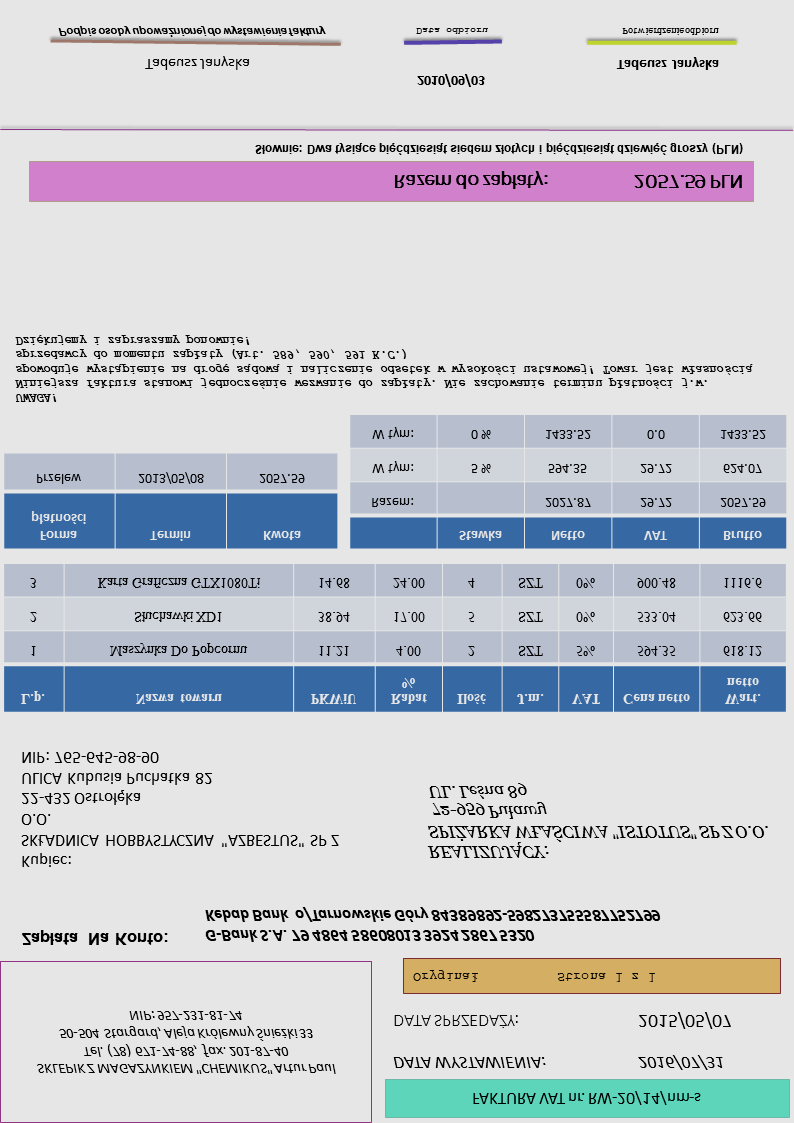 FAKTURA VAT nr. RW-20/14/nm-s
SKLEPIK Z MAGAZYNKIEM "CHEMIKUS" Artur Paul
Tel. (78) 671-74-88, fax. 201-87-40
50-504 Stargard, Aleja Królewny Śnieżki 33
NIP: 957-231-81-74
DATA WYSTAWIENIA: 2016/07/31
DATA SPRZEDAŻY: 2015/05/07
Oryginał Strona 1 z 1
Zapłata Na Konto:
G-Bank S.A. 79 4864 58608013 3924 2867 5320
Kebab Bank o/Tarnowskie Góry 84389892-598273755587752799
Kupiec:
SKŁADNICA HOBBYSTYCZNA "AZBESTUS" SP Z
O.O.
22-432 Ostrołęka
ULICA Kubusia Puchatka 82
NIP: 765-645-98-90
REALIZUJĄCY:
SPIŻARKA WŁAŚCIWA "ISTOTUS" SP Z O.O.
72-959 Puławy
UL. Leśna 89
L.p. Nazwa towaru PKWiU Rabat % Ilość J.m. VAT Cena netto Wart. netto
1 Maszynka Do Popcornu 11.21 4.00 2 SZT 5% 594.35 618.12
2 Słuchawki XD1 38.94 17.00 5 SZT 0% 533.04 623.66
3 Karta Graficzna GTX1080Ti 14.68 24.00 4 SZT 0% 900.48 1116.6
Forma płatności Termin Kwota
Przelew 2013/05/08 2057.59
Stawka Netto VAT Brutto
Razem: 2027.87 29.72 2057.59
W tym: 5 % 594.35 29.72 624.07
W tym: 0 % 1433.52 0.0 1433.52
UWAGA!
Niniejsza faktura stanowi jednocześnie wezwanie do zapłaty. Nie zachowanie terminu płatności j.w.
spowoduje wystąpienie na drogę sądową i naliczenie odsetek w wysokości ustawowej! Towar jest własnością
sprzedawcy do momentu zapłaty (Art. 589, 590, 591 K.C.)
Dziękujemy i zapraszamy ponownie!
Razem do zapłaty: 2057.59 PLN
Słownie: Dwa tysiące pięćdziesiąt siedem złotych i pięćdziesiąt dziewięć groszy (PLN)
Tadeusz Janyska 2010/09/03 Tadeusz Janyska
Podpis osoby upoważnionej do wystawienia faktury Data odbioru Potwierdzenie odbioru